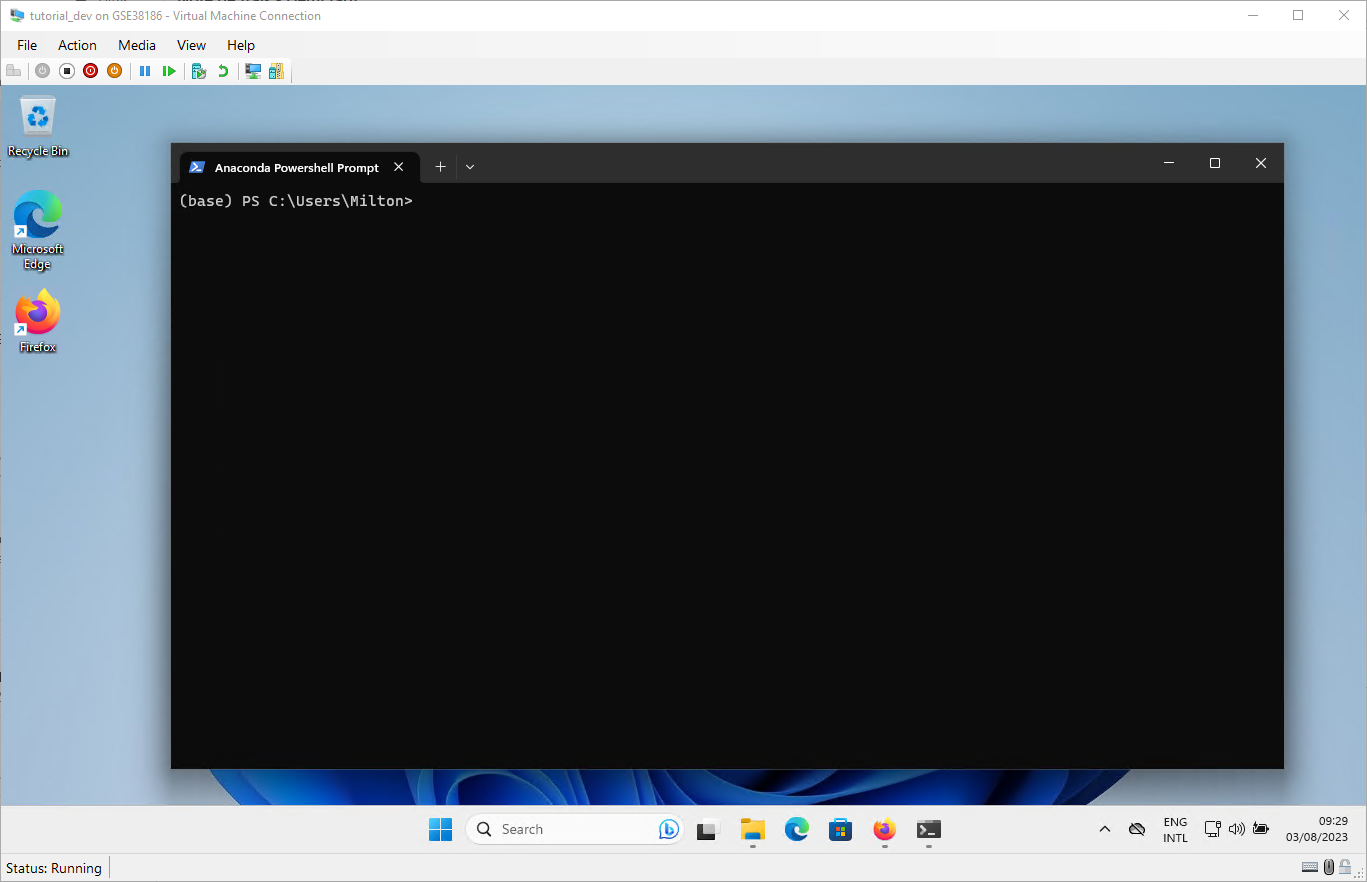 tutorial_dev on GSE38186 - Virtual Machine Connection
File Action Media View Help
Recycle Bin
Microsoft
Edge
Firefox
Anaconda Powershell Prompt
(base) PS C:\Users\Milton>
Search
ENG
INTL
09:29
03/08/2023
Status: Running